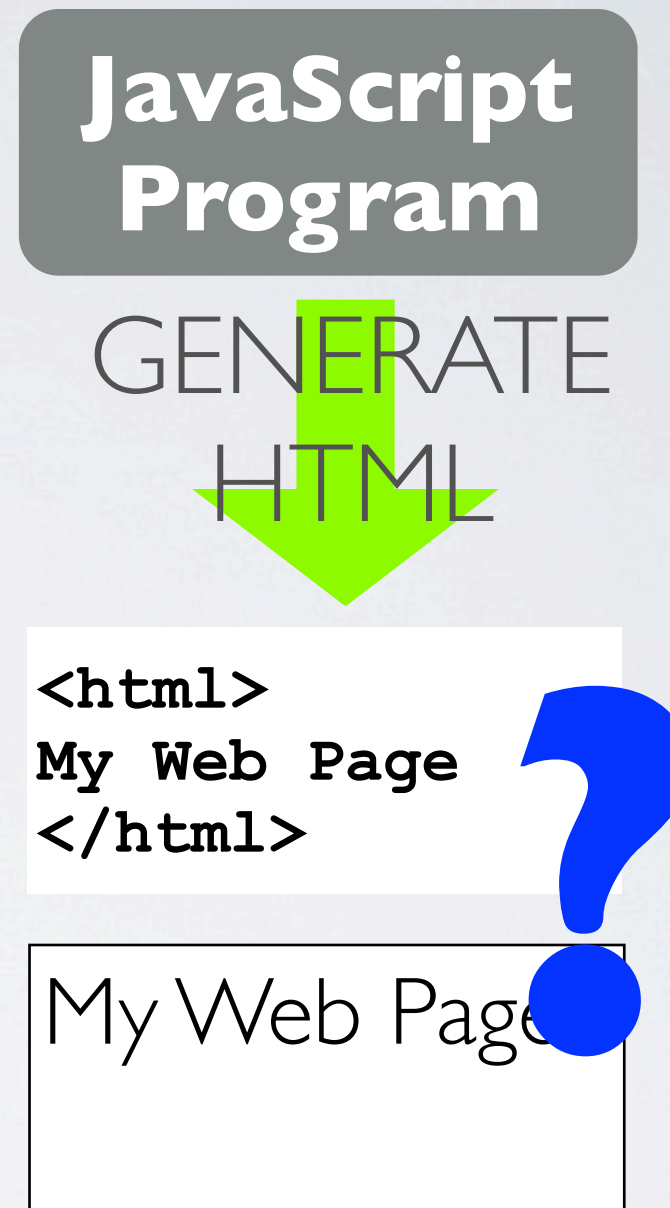 JavaScript
Program
GENERATE
HTML
<html>
My Web Page
</html>
?
My Web Page